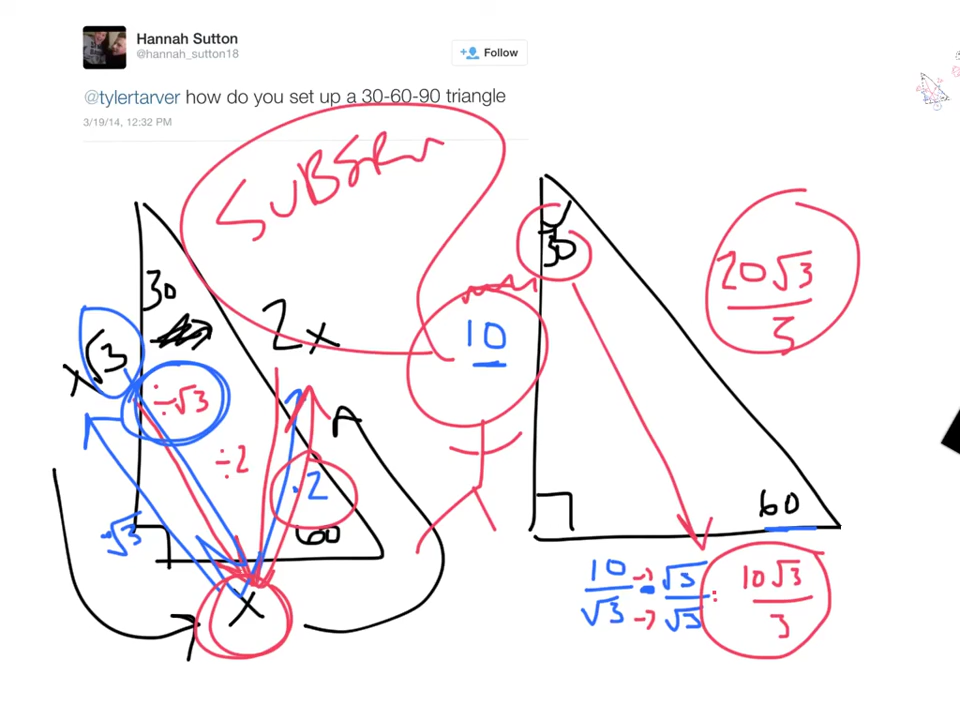 Hannah Sutton
@hannah_sutton18
Follow
@tylertarver how do you set up a 30-60-90 triangle
3/19/14, 12:32 PM
30
2x
x√3
÷√3
÷2
·2
·√3
60
x
10
30
60
20√3
3
10 → √3
√3 → √3
10√3
3